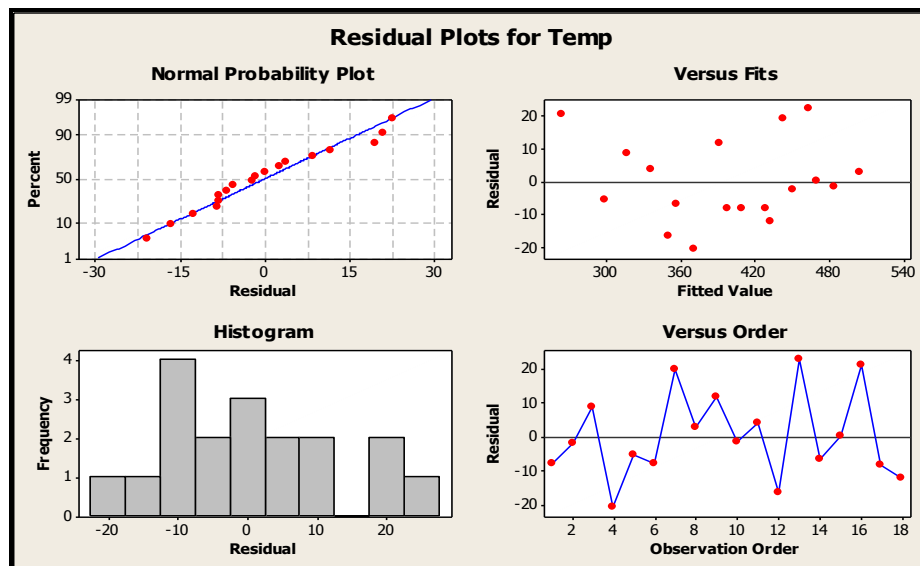 Residual Plots for Temp
Normal Probability Plot
99
90
50
10
1
Percent
-30 -15 0 15 30
Residual
Versus Fits
20
10
0
-10
-20
Residual
300 360 420 480 540
Fitted Value
Histogram
4
3
2
1
0
Frequency
-20 -10 0 10 20
Residual
Versus Order
20
10
0
-10
-20
Residual
2 4 6 8 10 12 14 16 18
Observation Order